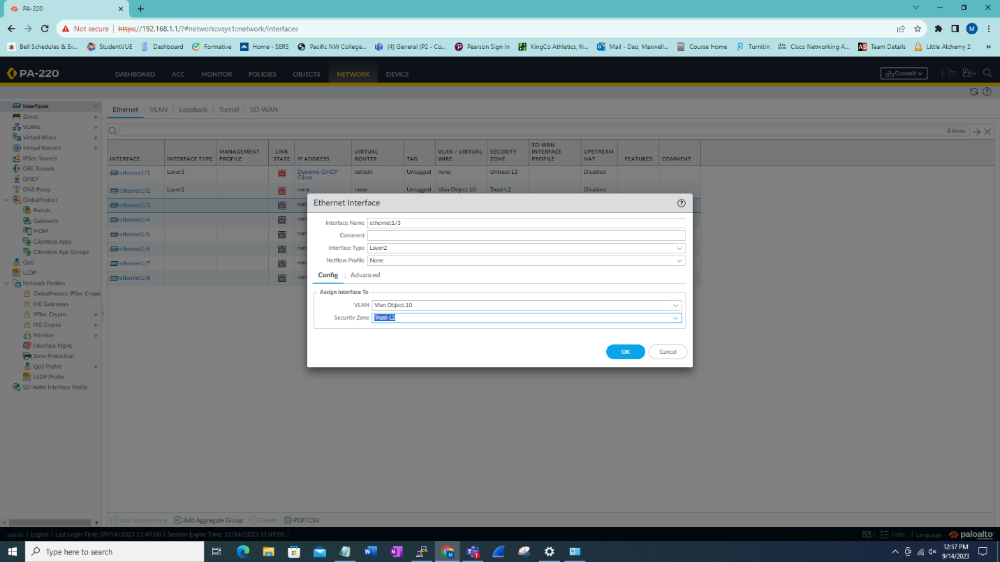 PA-220
Not secure https://192.168.1.1/?#network::vsys1::network/interfaces
M
Bell Schedules & Ev... StudentVUE Dashboard Formative Home - SERS Pacific NW Colleg... (4) General (P2 - Co... Pearson Sign In KingCo Athletics, N... Mail - Dao, Maxwell... Course Home Turnitin Cisco Networking A... AS Team Details Little Alchemy 2 »
PA-220 DASHBOARD ACC MONITOR POLICIES OBJECTS NETWORK DEVICE Commit
Interfaces
Zones
VLANs
Virtual Wires
Virtual Routers
IPSec Tunnels
GRE Tunnels
DHCP
DNS Proxy
GlobalProtect
Portals
Gateways
MDM
Clientless Apps
Clientless App Groups
QoS
LLDP
Network Profiles
GlobalProtect IPSec Crypto
IKE Gateways
IPSec Crypto
IKE Crypto
Monitor
Interface Mgmt
Zone Protection
QoS Profile
LLDP Profile
SD-WAN Interface Profile
Ethernet VLAN Loopback Tunnel SD-WAN
8 items
INTERFACE INTERFACE TYPE MANAGEMENT PROFILE LINK STATE IP ADDRESS VIRTUAL ROUTER TAG VLAN / VIRTUAL-WIRE SECURITY ZONE SD-WAN INTERFACE PROFILE UPSTREAM NAT FEATURES COMMENT
ethernet1/1 Layer3 Dynamic-DHCP Client default Untagged none Untrust-L3 Disabled
ethernet1/2 Layer2 none none Untagged Vlan Object.10 Trust-L2 Disabled
ethernet1/3 non
ethernet1/4 non
ethernet1/5 non
ethernet1/6 non
ethernet1/7 non
ethernet1/8 non
Ethernet Interface
Interface Name ethernet1/3
Comment
Interface Type Layer2
Netflow Profile None
Config Advanced
Assign Interface To
VLAN Vlan Object.10
Security Zone Trust-L2
OK Cancel
Add Subinterface Add Aggregate Group Delete PDF/CSV
admin | Logout | Last Login Time: 09/14/2023 11:49:00 | Session Expire Time: 10/14/2023 11:49:05 | Tasks | Language paloalto NETWORKS
Type here to search
12:57 PM
9/14/2023